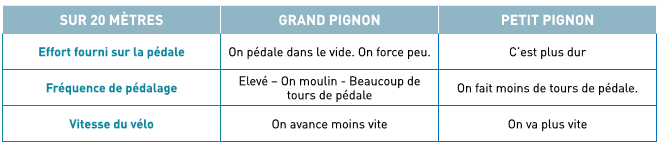 SUR 20 MÈTRES GRAND PIGNON PETIT PIGNON
Effort fourni sur la pédale On pédale dans le vide. On force peu. C'est plus dur
Fréquence de pédalage Elevé – On moulin - Beaucoup de tours de pédale On fait moins de tours de pédale.
Vitesse du vélo On avance moins vite On va plus vite